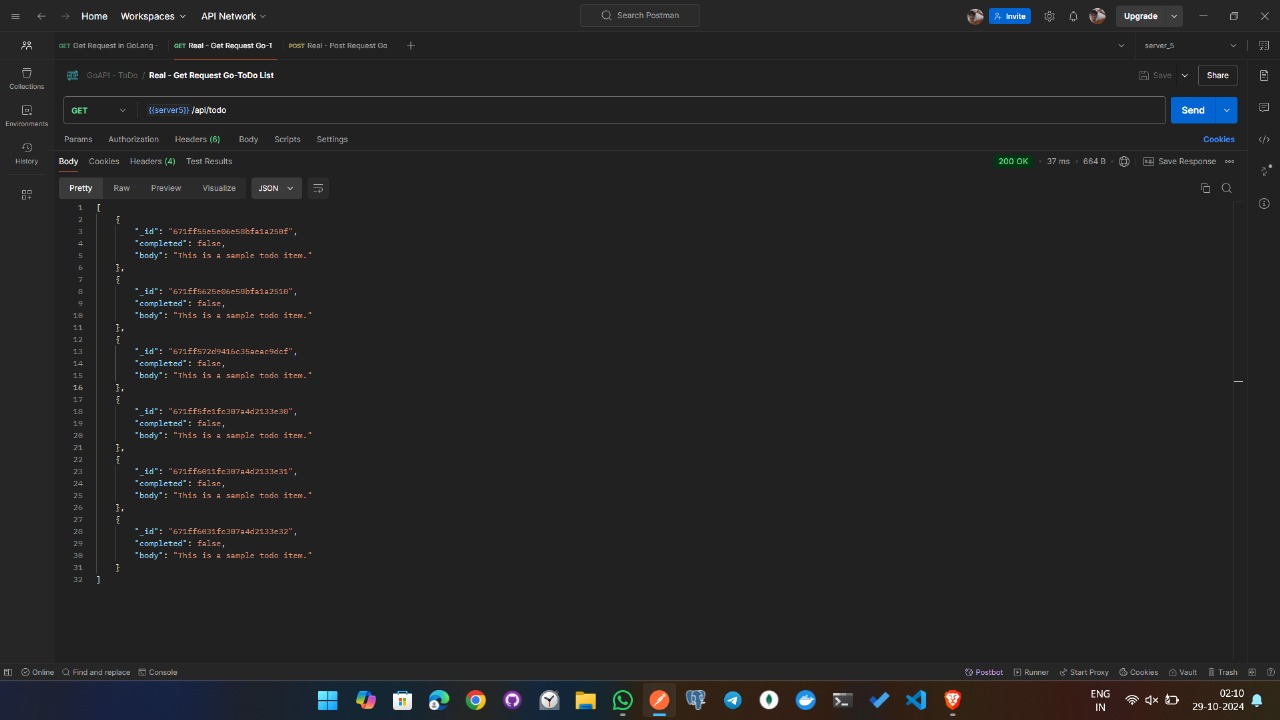 Home Workspaces API Network Search Postman Invite Upgrade
GET Get Request in GoLang - GET Real - Get Request Go-T POST Real - Post Request Go server_5
GoAPI - ToDo / Real - Get Request Go-ToDo List Save Share
GET {{server5}} /api/todo Send
Params Authorization Headers (6) Body Scripts Settings Cookies
Collections
Environments
History
Body Cookies Headers (4) Test Results 200 OK 37 ms 664 B Save Response
Pretty Raw Preview Visualize JSON
1 [
2 {
3 "_id": "671ff55e5e06e58bfa1a250f",
4 "completed": false,
5 "body": "This is a sample todo item."
6 },
7 {
8 "_id": "671ff5625e06e58bfa1a2510",
9 "completed": false,
10 "body": "This is a sample todo item."
11 },
12 {
13 "_id": "671ff572d9416c35aeac9dcf",
14 "completed": false,
15 "body": "This is a sample todo item."
16 },
17 {
18 "_id": "671ff5fe1fc307a4d2133e30",
19 "completed": false,
20 "body": "This is a sample todo item."
21 },
22 {
23 "_id": "671ff6011fc307a4d2133e31",
24 "completed": false,
25 "body": "This is a sample todo item."
26 },
27 {
28 "_id": "671ff6031fc307a4d2133e32",
29 "completed": false,
30 "body": "This is a sample todo item."
31 }
32 ]
Online Find and replace Console Postbot Runner Start Proxy Cookies Vault Trash
ENG 02:10
IN 29-10-2024